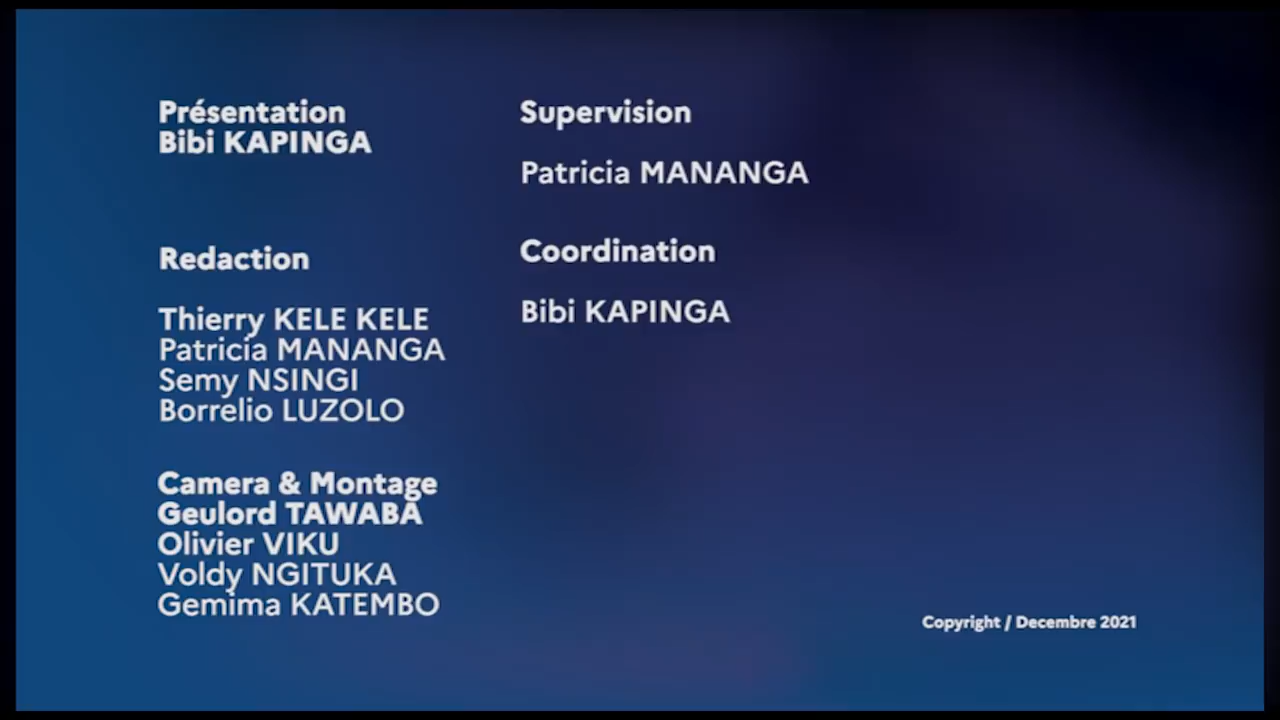 Présentation
Bibi KAPINGA
Redaction
Thierry KELE KELE
Patricia MANANGA
Semy NSINGI
Borrelio LUZOLO
Camera & Montage
Geulord TAWABA
Olivier VIKU
Voldy NGITUKA
Gemima KATEMBO
Supervision
Patricia MANANGA
Coordination
Bibi KAPINGA
Copyright / Decembre 2021